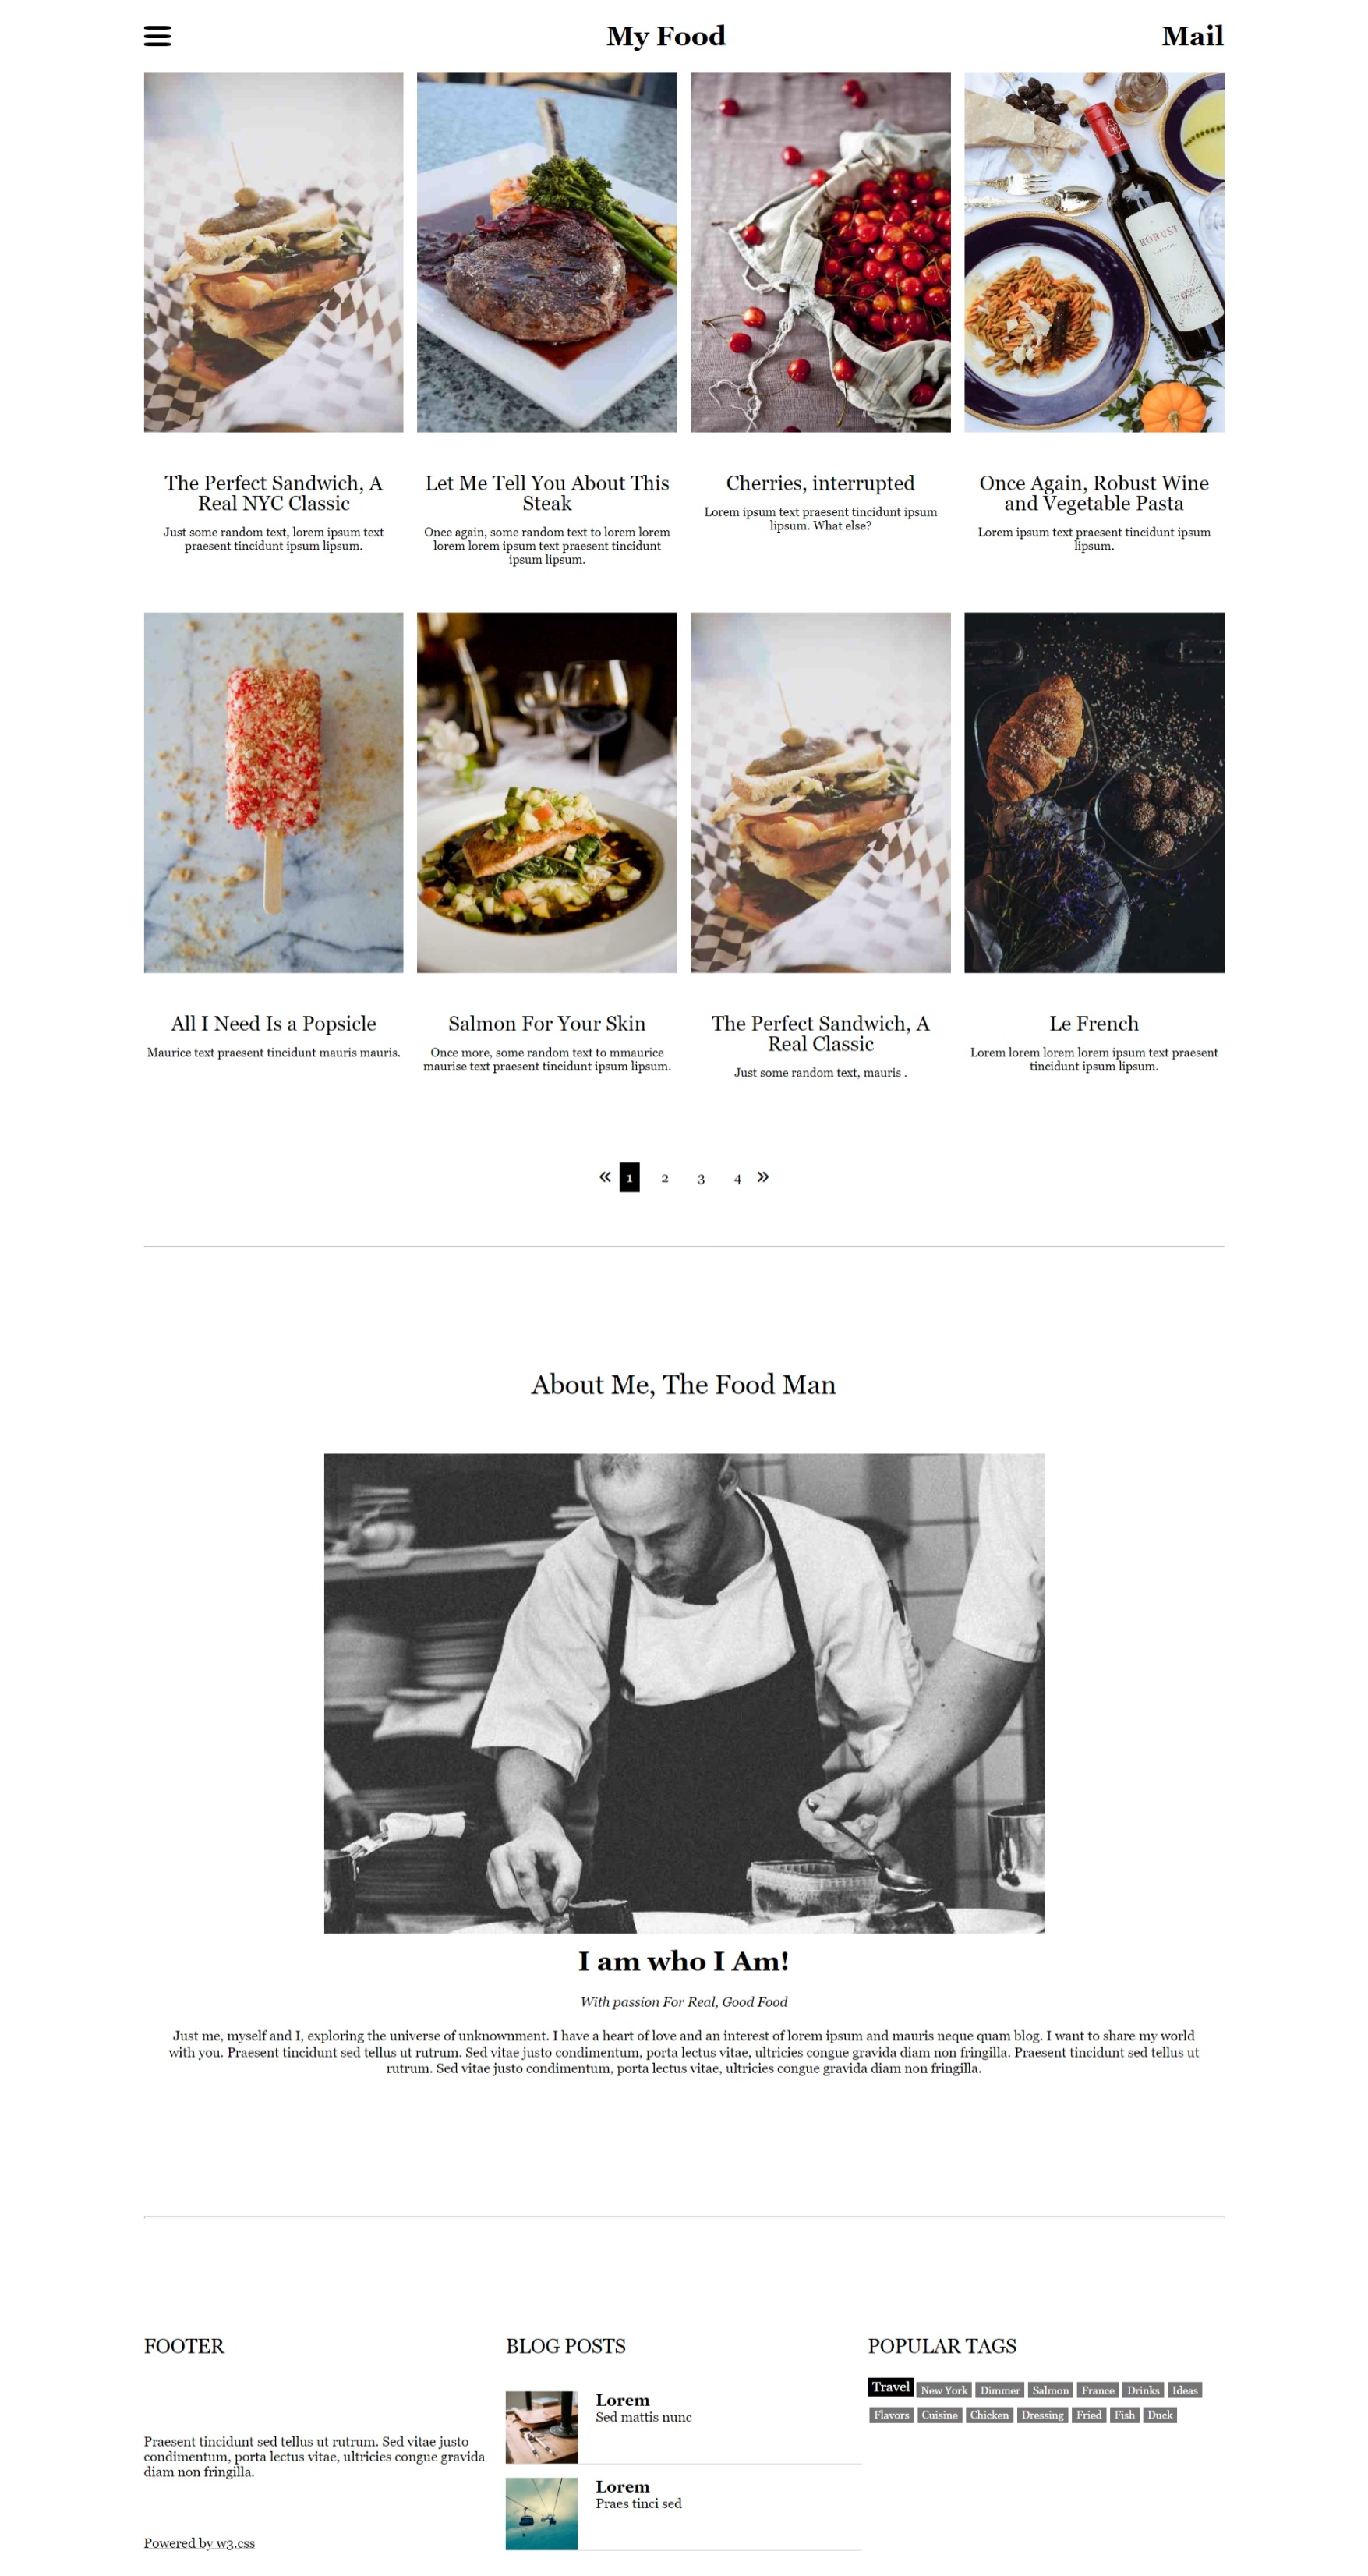 My Food
Mail
ROBUST
The Perfect Sandwich, A
Real NYC Classic
Just some random text, lorem ipsum text
praesent tincidunt ipsum lipsum.
Let Me Tell You About This
Steak
Once again, some random text to lorem lorem
lorem lorem ipsum text praesent tincidunt
ipsum lipsum.
Cherries, interrupted
Lorem ipsum text praesent tincidunt ipsum
lipsum. What else?
Once Again, Robust Wine
and Vegetable Pasta
Lorem ipsum text praesent tincidunt ipsum
lipsum.
All I Need Is a Popsicle
Maurice text praesent tincidunt mauris mauris.
Salmon For Your Skin
Once more, some random text to mmaurice
maurise text praesent tincidunt ipsum lipsum.
The Perfect Sandwich, A
Real Classic
Just some random text, mauris .
Le French
Lorem lorem lorem lorem ipsum text praesent
tincidunt ipsum lipsum.
« 1 2 3 4 »
About Me, The Food Man
I am who I Am!
With passion For Real, Good Food
Just me, myself and I, exploring the universe of unknownment. I have a heart of love and an interest of lorem ipsum and mauris neque quam blog. I want to share my world
with you. Praesent tincidunt sed tellus ut rutrum. Sed vitae justo condimentum, porta lectus vitae, ultricies congue gravida diam non fringilla. Praesent tincidunt sed tellus ut
rutrum. Sed vitae justo condimentum, porta lectus vitae, ultricies congue gravida diam non fringilla.
FOOTER
Praesent tincidunt sed tellus ut rutrum. Sed vitae justo
condimentum, porta lectus vitae, ultricies congue gravida
diam non fringilla.
Powered by w3.css
BLOG POSTS
Lorem
Sed mattis nunc
Lorem
Praes tinci sed
POPULAR TAGS
Travel New York Dimmer Salmon France Drinks Ideas
Flavors Cuisine Chicken Dressing Fried Fish Duck